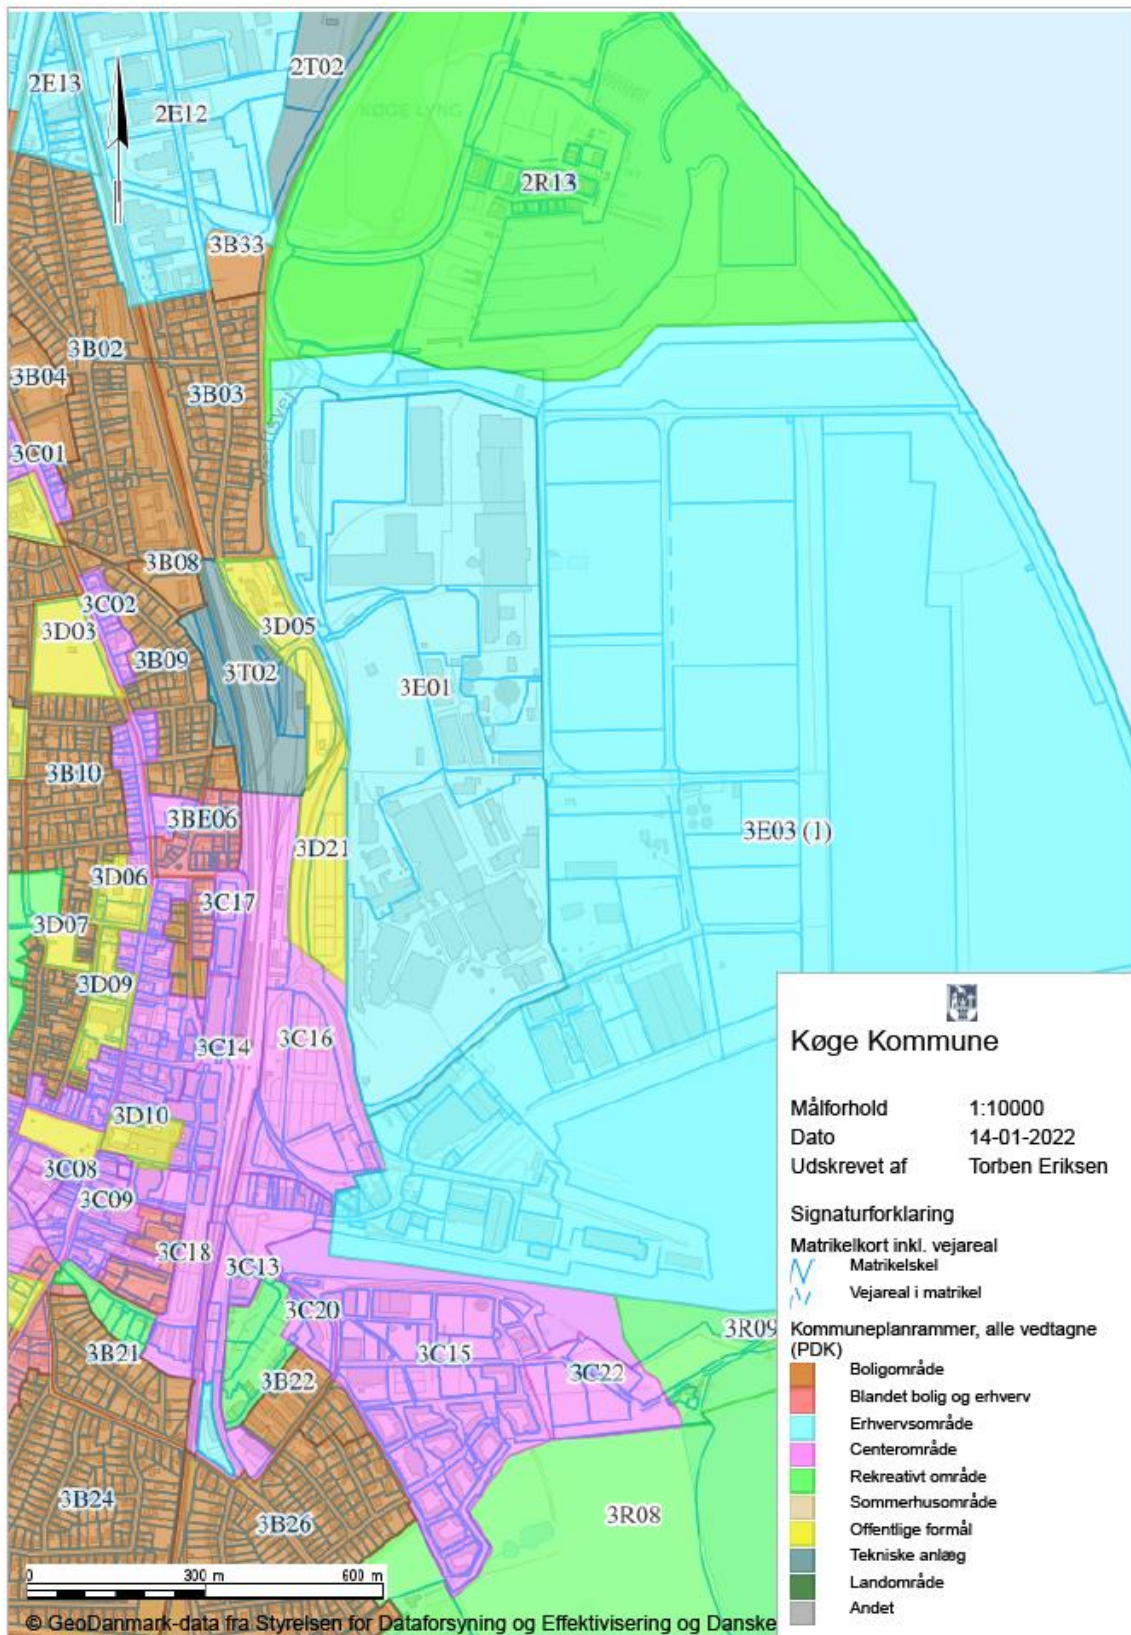 2T02
2E13
2E12
KØGE LYNG
2R13
3B33
3B02
3B04
3B03
3C01
3B08
3C02
3D03
3D05
3B09
3T02
3E01
3B10
3BE06
3E03 (1)
3D21
3D06
3C17
3D07
3D09
3C14
3C16
3D10
3C08
3C09
3C18
3C13
3C20
3R09
3B21
3C15
3C22
3B22
3B24
3B26
3R08
Køge Kommune
Målforhold 1:10000
Dato 14-01-2022
Udskrevet af Torben Eriksen
Signaturforklaring
Matrikelkort inkl. vejareal
Matrikelskel
Vejareal i matrikel
Kommuneplanrammer, alle vedtagne
(PDK)
Boligområde
Blandet bolig og erhverv
Erhvervsområde
Centerområde
Rekreativt område
Sommerhusområde
Offentlige formål
Tekniske anlæg
Landområde
Andet
0 300 m 600 m
© GeoDanmark-data fra Styrelsen for Dataforsyning og Effektivisering og Danske